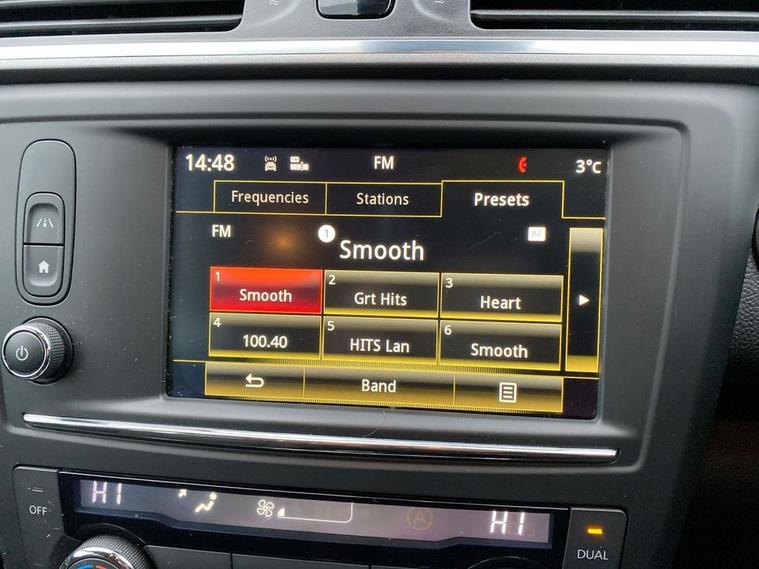 14:48 FM 3°C
Frequencies Stations Presets
FM 1 AF
Smooth
1 Smooth 2 Grt Hits 3 Heart
4 100.40 5 HITS Lan 6 Smooth
Band
HI HI
OFF A DUAL